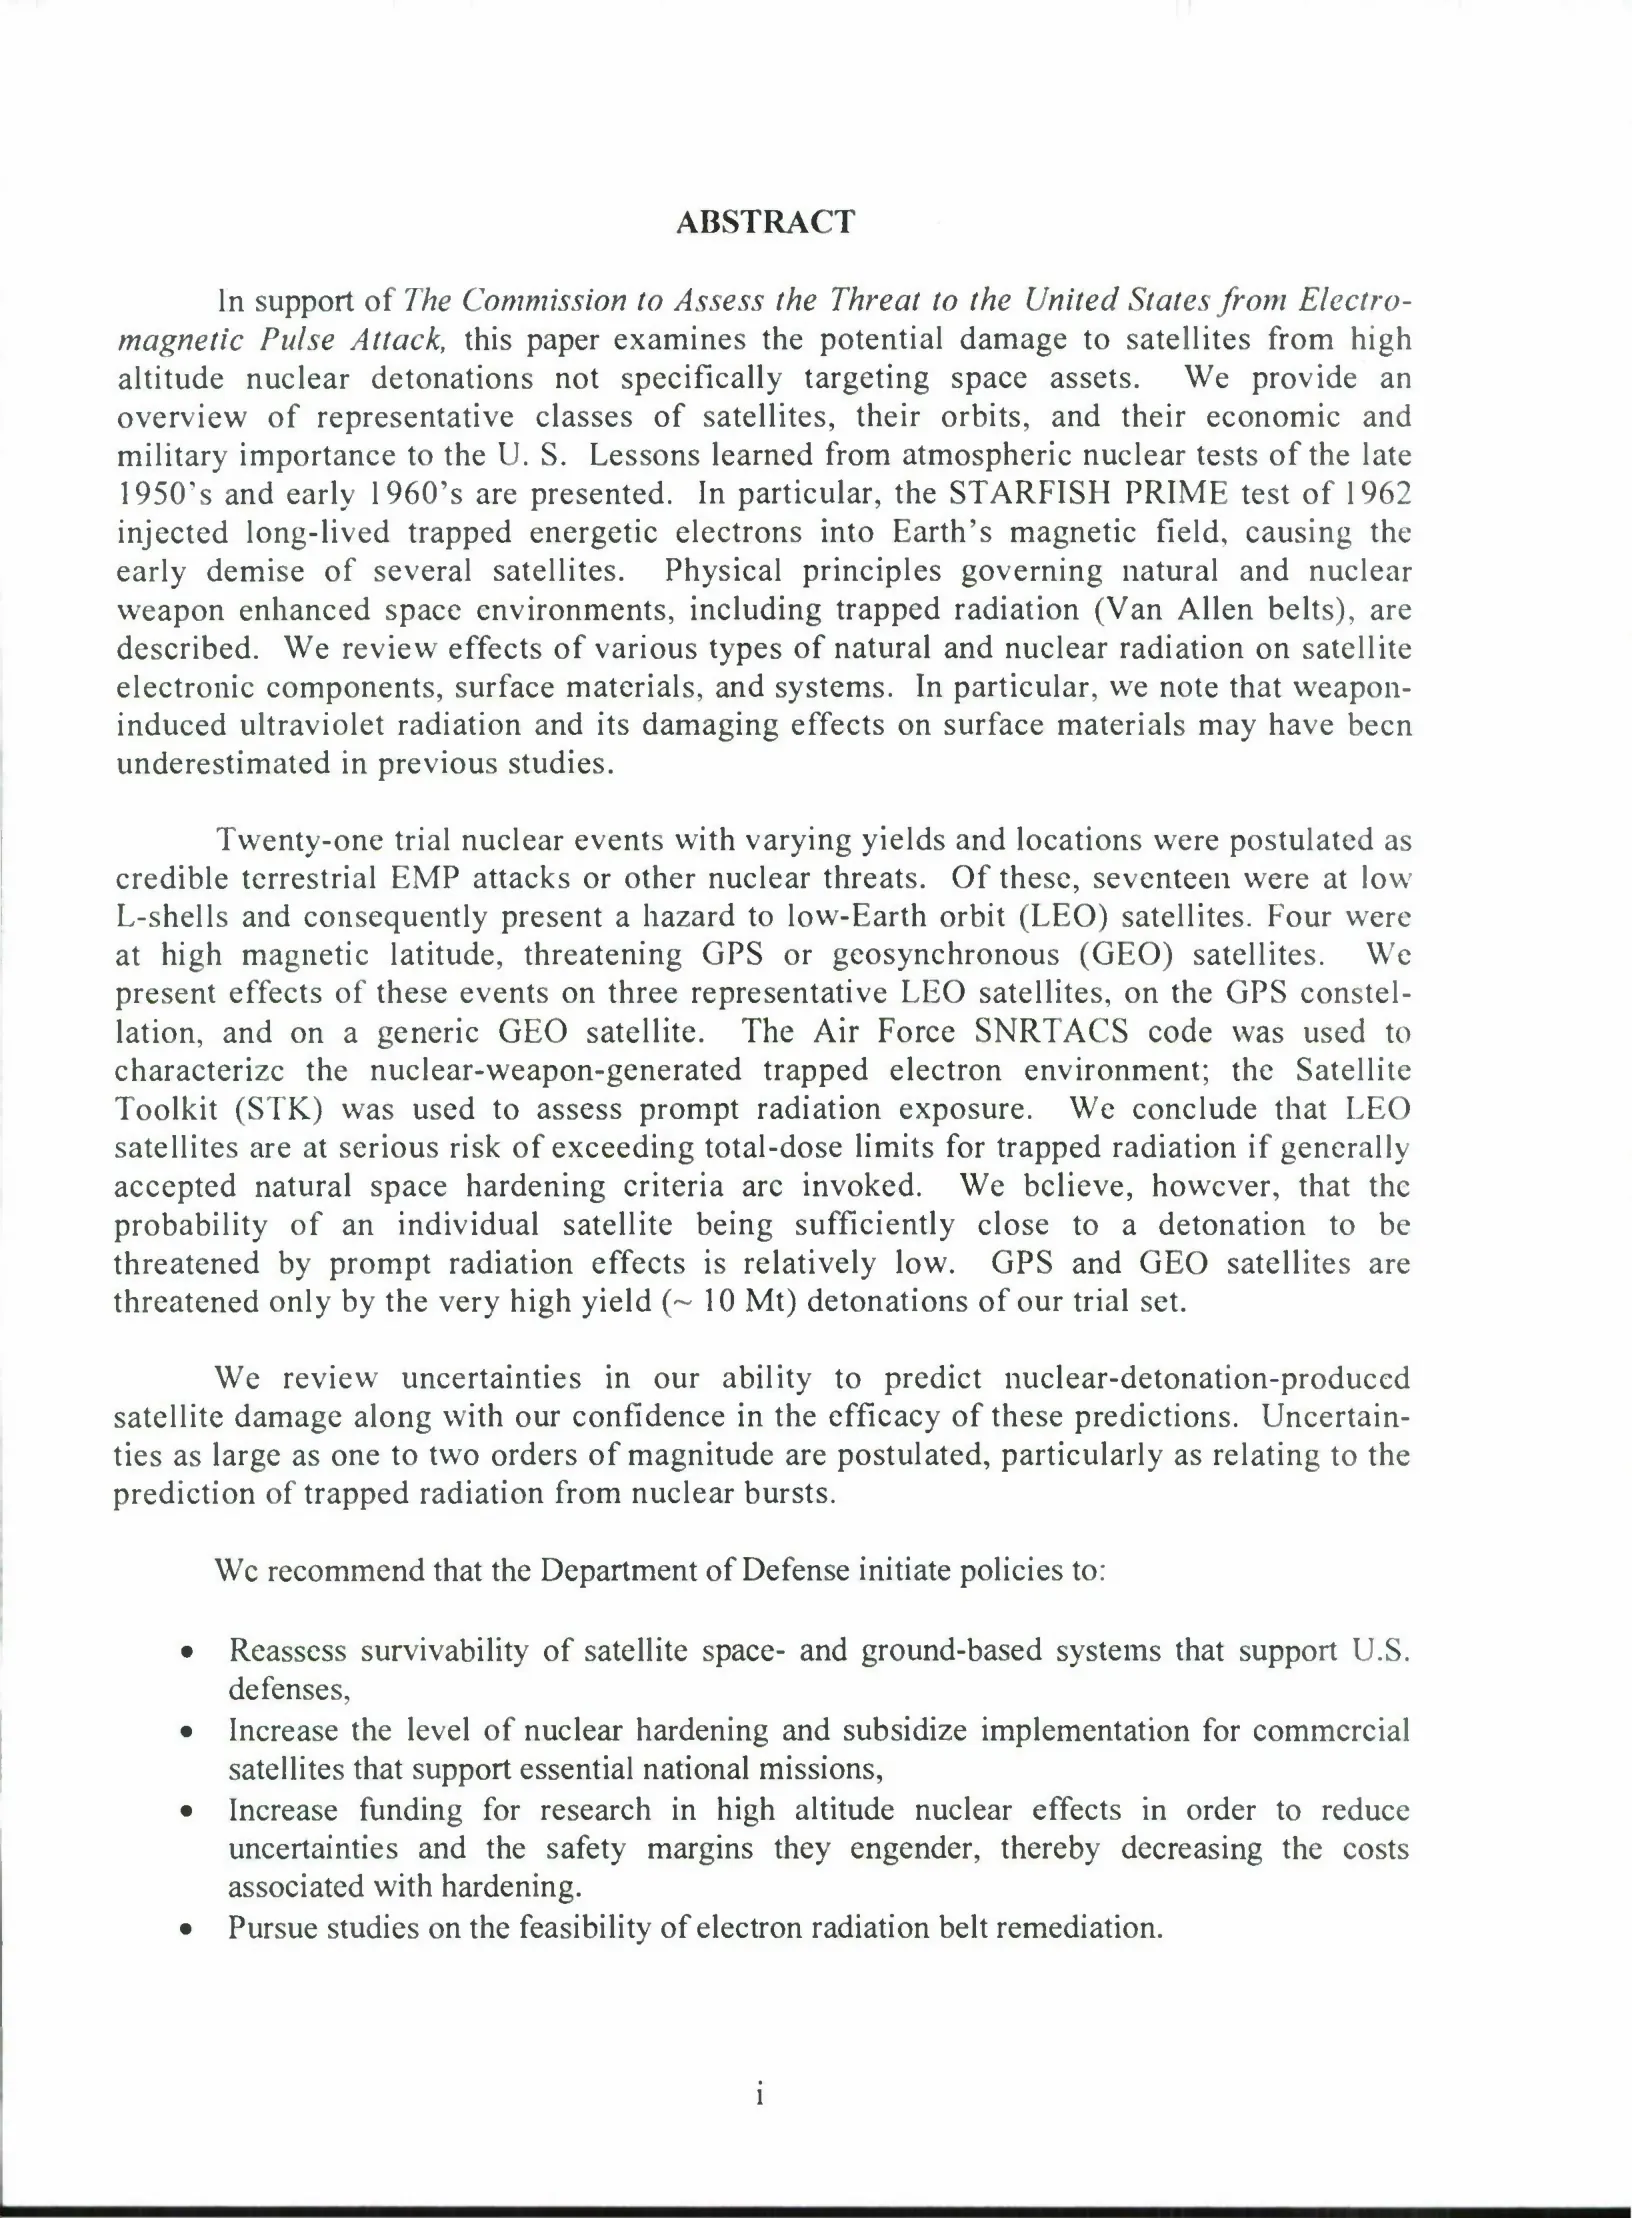 ABSTRACT
In support of The Commission to Assess the Threat to the United States from Electro-
magnetic Pulse Attack, this paper examines the potential damage to satellites from high
altitude nuclear detonations not specifically targeting space assets. We provide an
overview of representative classes of satellites, their orbits, and their economic and
military importance to the U. S. Lessons learned from atmospheric nuclear tests of the late
1950's and early 1960's are presented. In particular, the STARFISH PRIME test of 1962
injected long-lived trapped energetic electrons into Earth's magnetic field, causing the
early demise of several satellites. Physical principles governing natural and nuclear
weapon enhanced space environments, including trapped radiation (Van Allen belts), are
described. We review effects of various types of natural and nuclear radiation on satellite
electronic components, surface materials, and systems. In particular, we note that weapon-
induced ultraviolet radiation and its damaging effects on surface materials may have been
underestimated in previous studies.
Twenty-one trial nuclear events with varying yields and locations were postulated as
credible terrestrial EMP attacks or other nuclear threats. Of these, seventeen were at low
L-shells and consequently present a hazard to low-Earth orbit (LEO) satellites. Four were
at high magnetic latitude, threatening GPS or geosynchronous (GEO) satellites. We
present effects of these events on three representative LEO satellites, on the GPS constel-
lation, and on a generic GEO satellite. The Air Force SNRTACS code was used to
characterize the nuclear-weapon-generated trapped electron environment; the Satellite
Toolkit (STK) was used to assess prompt radiation exposure. We conclude that LEO
satellites are at serious risk of exceeding total-dose limits for trapped radiation if generally
accepted natural space hardening criteria are invoked. We believe, however, that the
probability of an individual satellite being sufficiently close to a detonation to be
threatened by prompt radiation effects is relatively low. GPS and GEO satellites are
threatened only by the very high yield (~ 10 Mt) detonations of our trial set.
We review uncertainties in our ability to predict nuclear-detonation-produced
satellite damage along with our confidence in the efficacy of these predictions. Uncertain-
ties as large as one to two orders of magnitude are postulated, particularly as relating to the
prediction of trapped radiation from nuclear bursts.
We recommend that the Department of Defense initiate policies to:
• Reassess survivability of satellite space- and ground-based systems that support U.S.
defenses,
• Increase the level of nuclear hardening and subsidize implementation for commercial
satellites that support essential national missions,
• Increase funding for research in high altitude nuclear effects in order to reduce
uncertainties and the safety margins they engender, thereby decreasing the costs
associated with hardening.
• Pursue studies on the feasibility of electron radiation belt remediation.
i